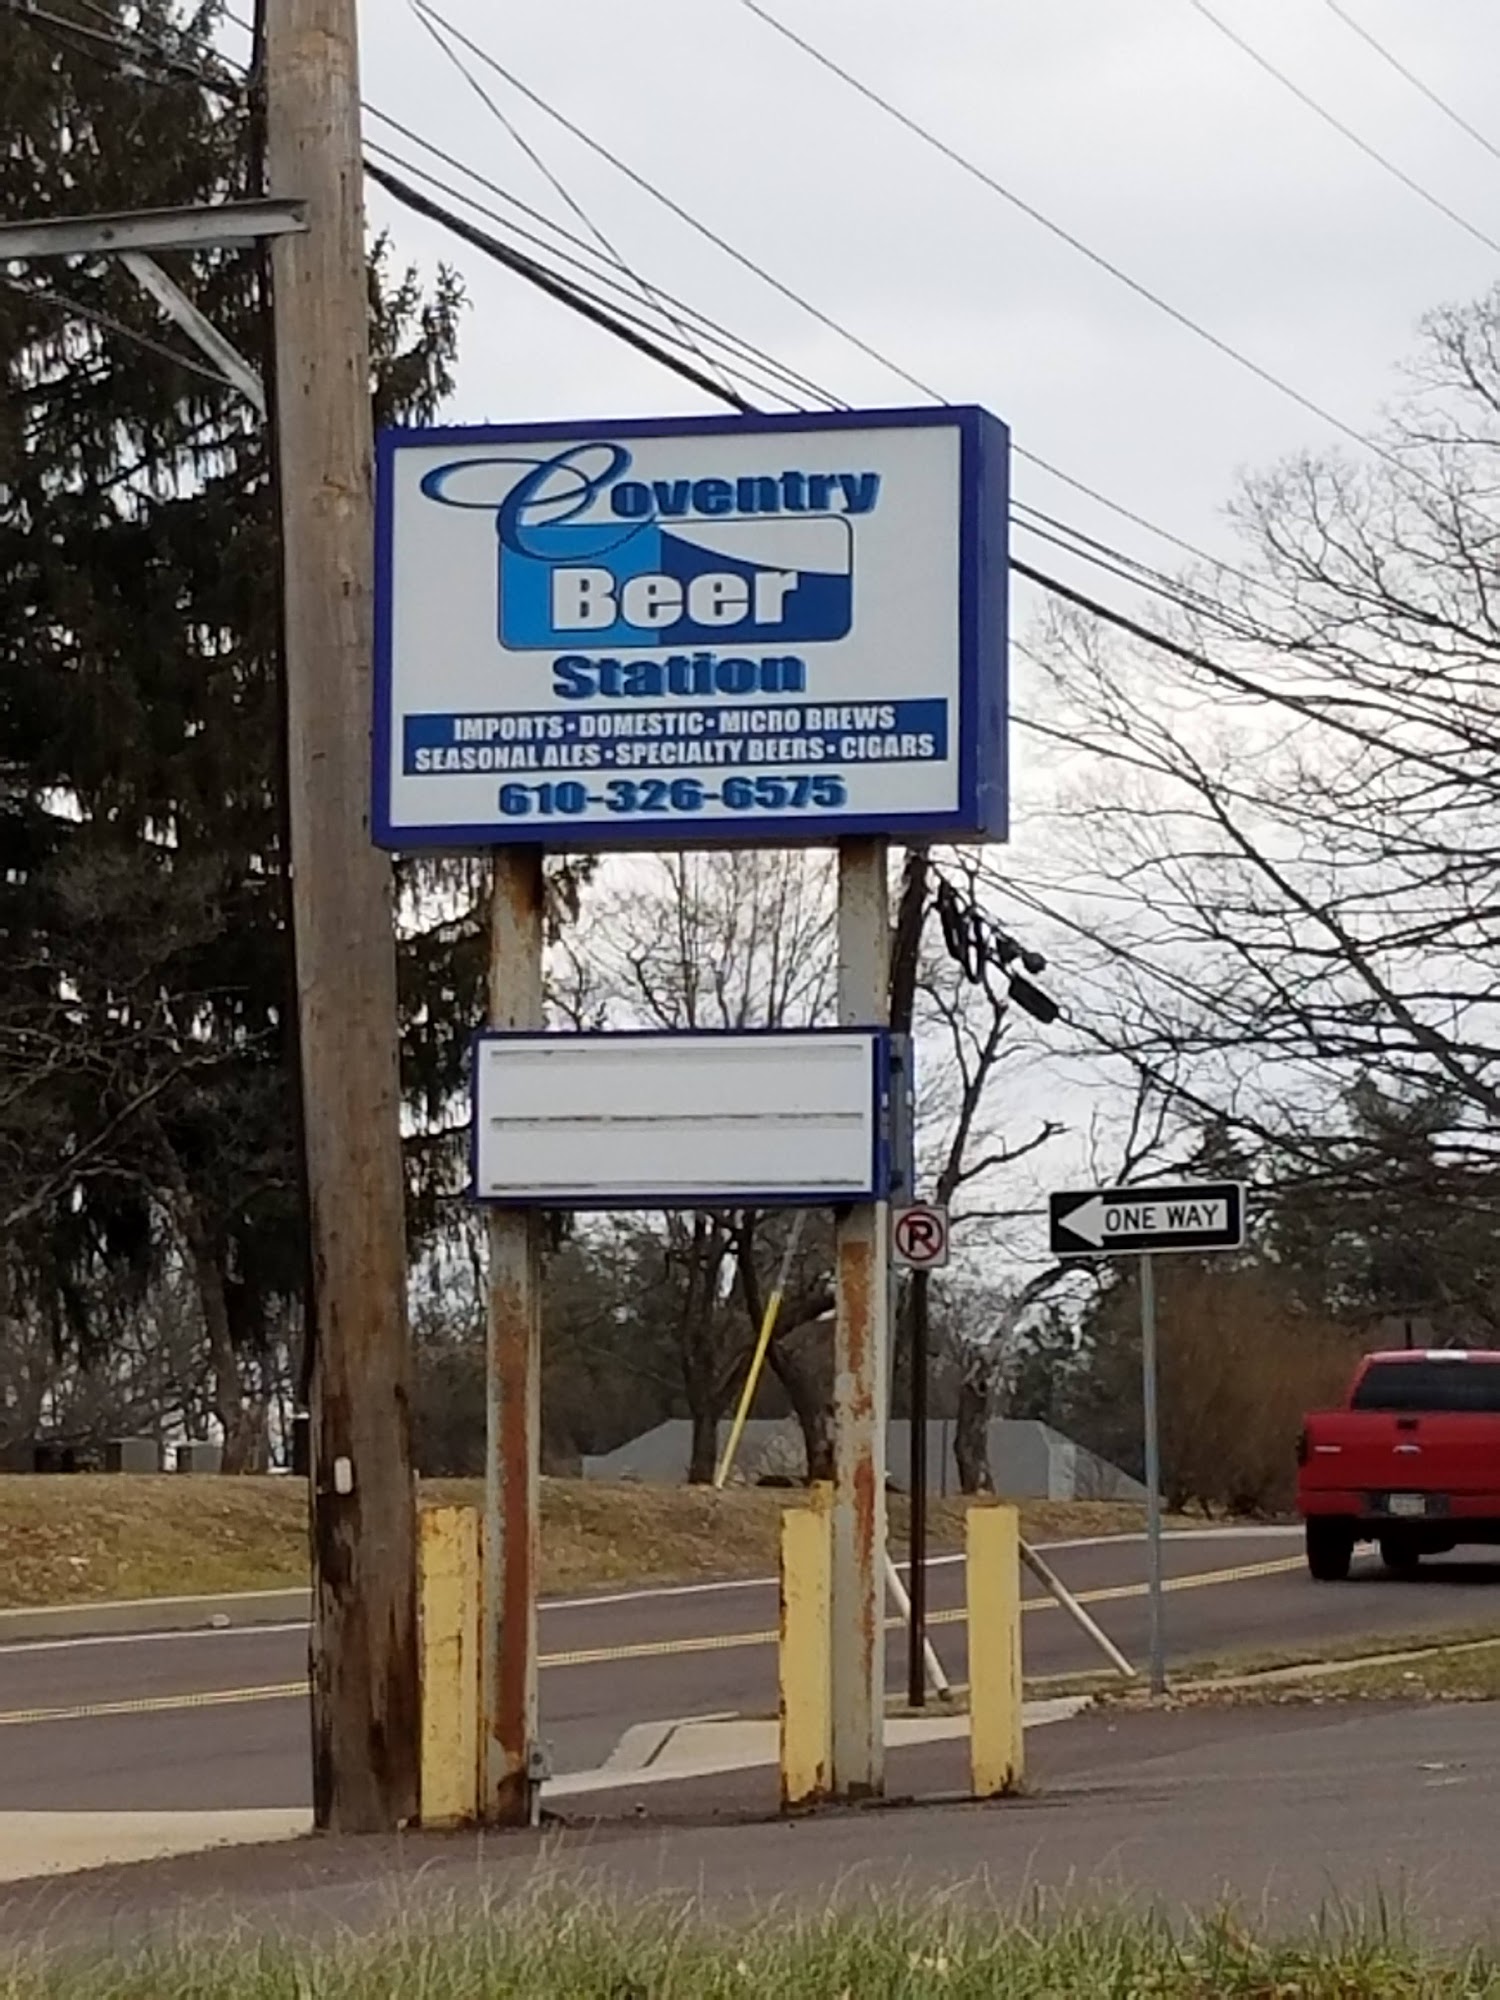 Coventry
Beer
Station
IMPORTS • DOMESTIC • MICRO BREWS
SEASONAL ALES • SPECIALTY BEERS • CIGARS
610-326-6575
P
ONE WAY